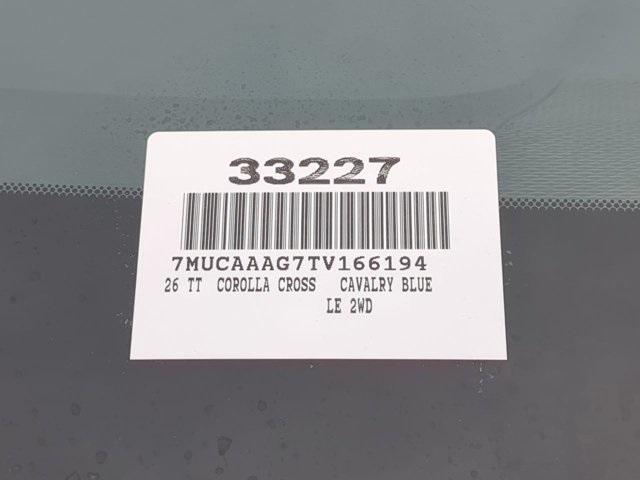 33227
7MUCAAAG7TV166194
26 TT COROLLA CROSS CAVALRY BLUE
LE 2WD